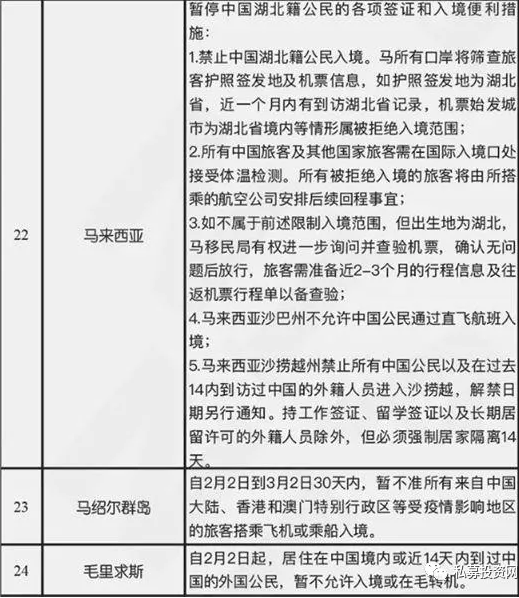 暂停中国湖北籍公民的各项签证和入境便利措
施：
1.禁止中国湖北籍公民入境。马所有口岸将筛查旅
客护照签发地及机票信息，如护照签发地为湖北
省，近一个月内有到访湖北省记录，机票始发城
市为湖北省境内等情形属被拒绝入境范围；
2.所有中国旅客及其他国家旅客需在国际入境口处
接受体温检测。所有被拒绝入境的旅客将由所搭
乘的航空公司安排后续回程事宜；
22
马来西亚
3.如不属于前述限制入境范围，但出生地为湖北，
马移民局有权进一步询问并查验机票，确认无问
题后放行，旅客需准备近2-3个月的行程信息及往
返机票行程单以备查验；
4.马来西亚沙巴州不允许中国公民通过直飞航班入
境；
5.马来西亚沙捞越州禁止所有中国公民以及在过去
14内到访过中国的外籍人员进入沙捞越，解禁日
期另行通知。持工作签证、留学签证以及长期居
留许可的外籍人员除外，但必须强制居家隔离14
天。
23
马绍尔群岛
自2月2日到3月2日30天内，暂不准所有来自中国
大陆、香港和澳门特别行政区等受疫情影响地区
的旅客搭乘飞机或乘船入境。
24
毛里求斯
自2月2日起，居住在中国境内或近14天内到过中
国的外国公民，暂不允许入境或在毛转机。
私募投资网